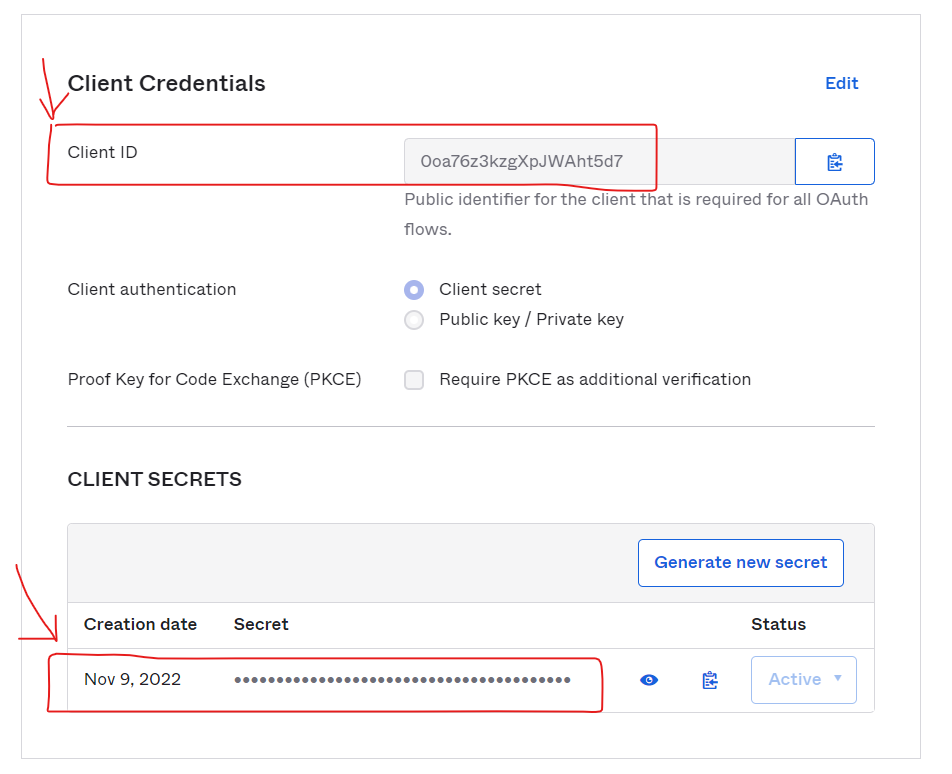 Client Credentials
Edit
Client ID
0oa76z3kzgXpJWAht5d7
Public identifier for the client that is required for all OAuth
flows.
Client authentication
Client secret
Public key / Private key
Proof Key for Code Exchange (PKCE)
Require PKCE as additional verification
CLIENT SECRETS
Generate new secret
Creation date Secret Status
Nov 9, 2022 •••••••••••••••••••••••••••••••••••••••• Active